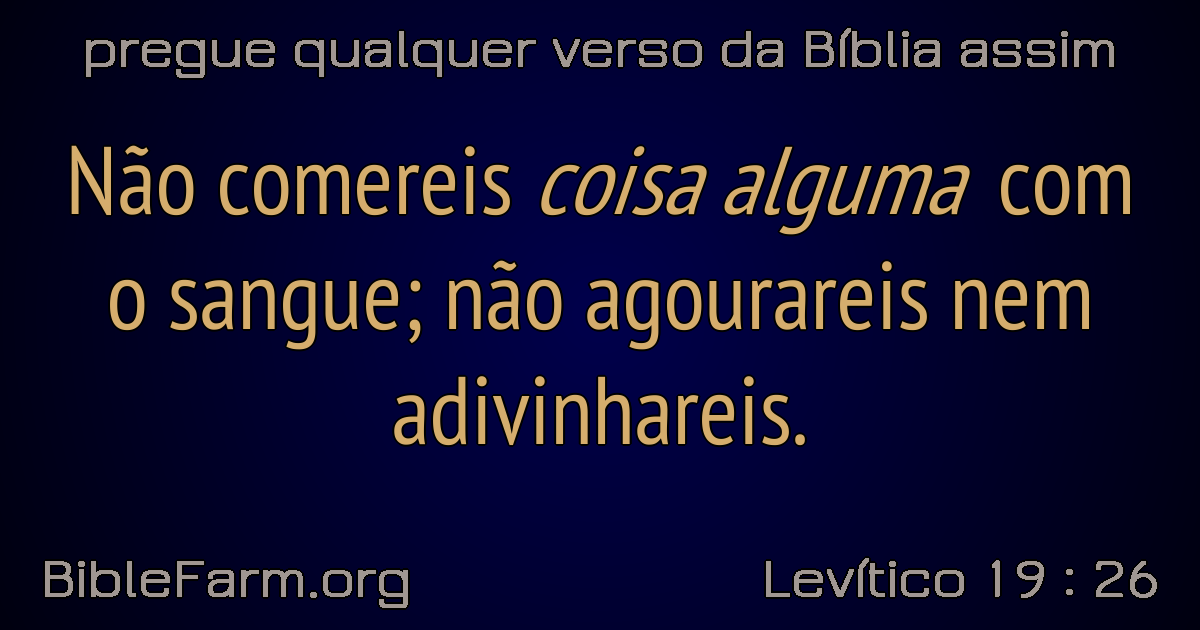 pregue qualquer verso da Bíblia assim
Não comereis coisa alguma com
o sangue; não agourareis nem
adivinhareis.
BibleFarm.org
Levítico 19 : 26